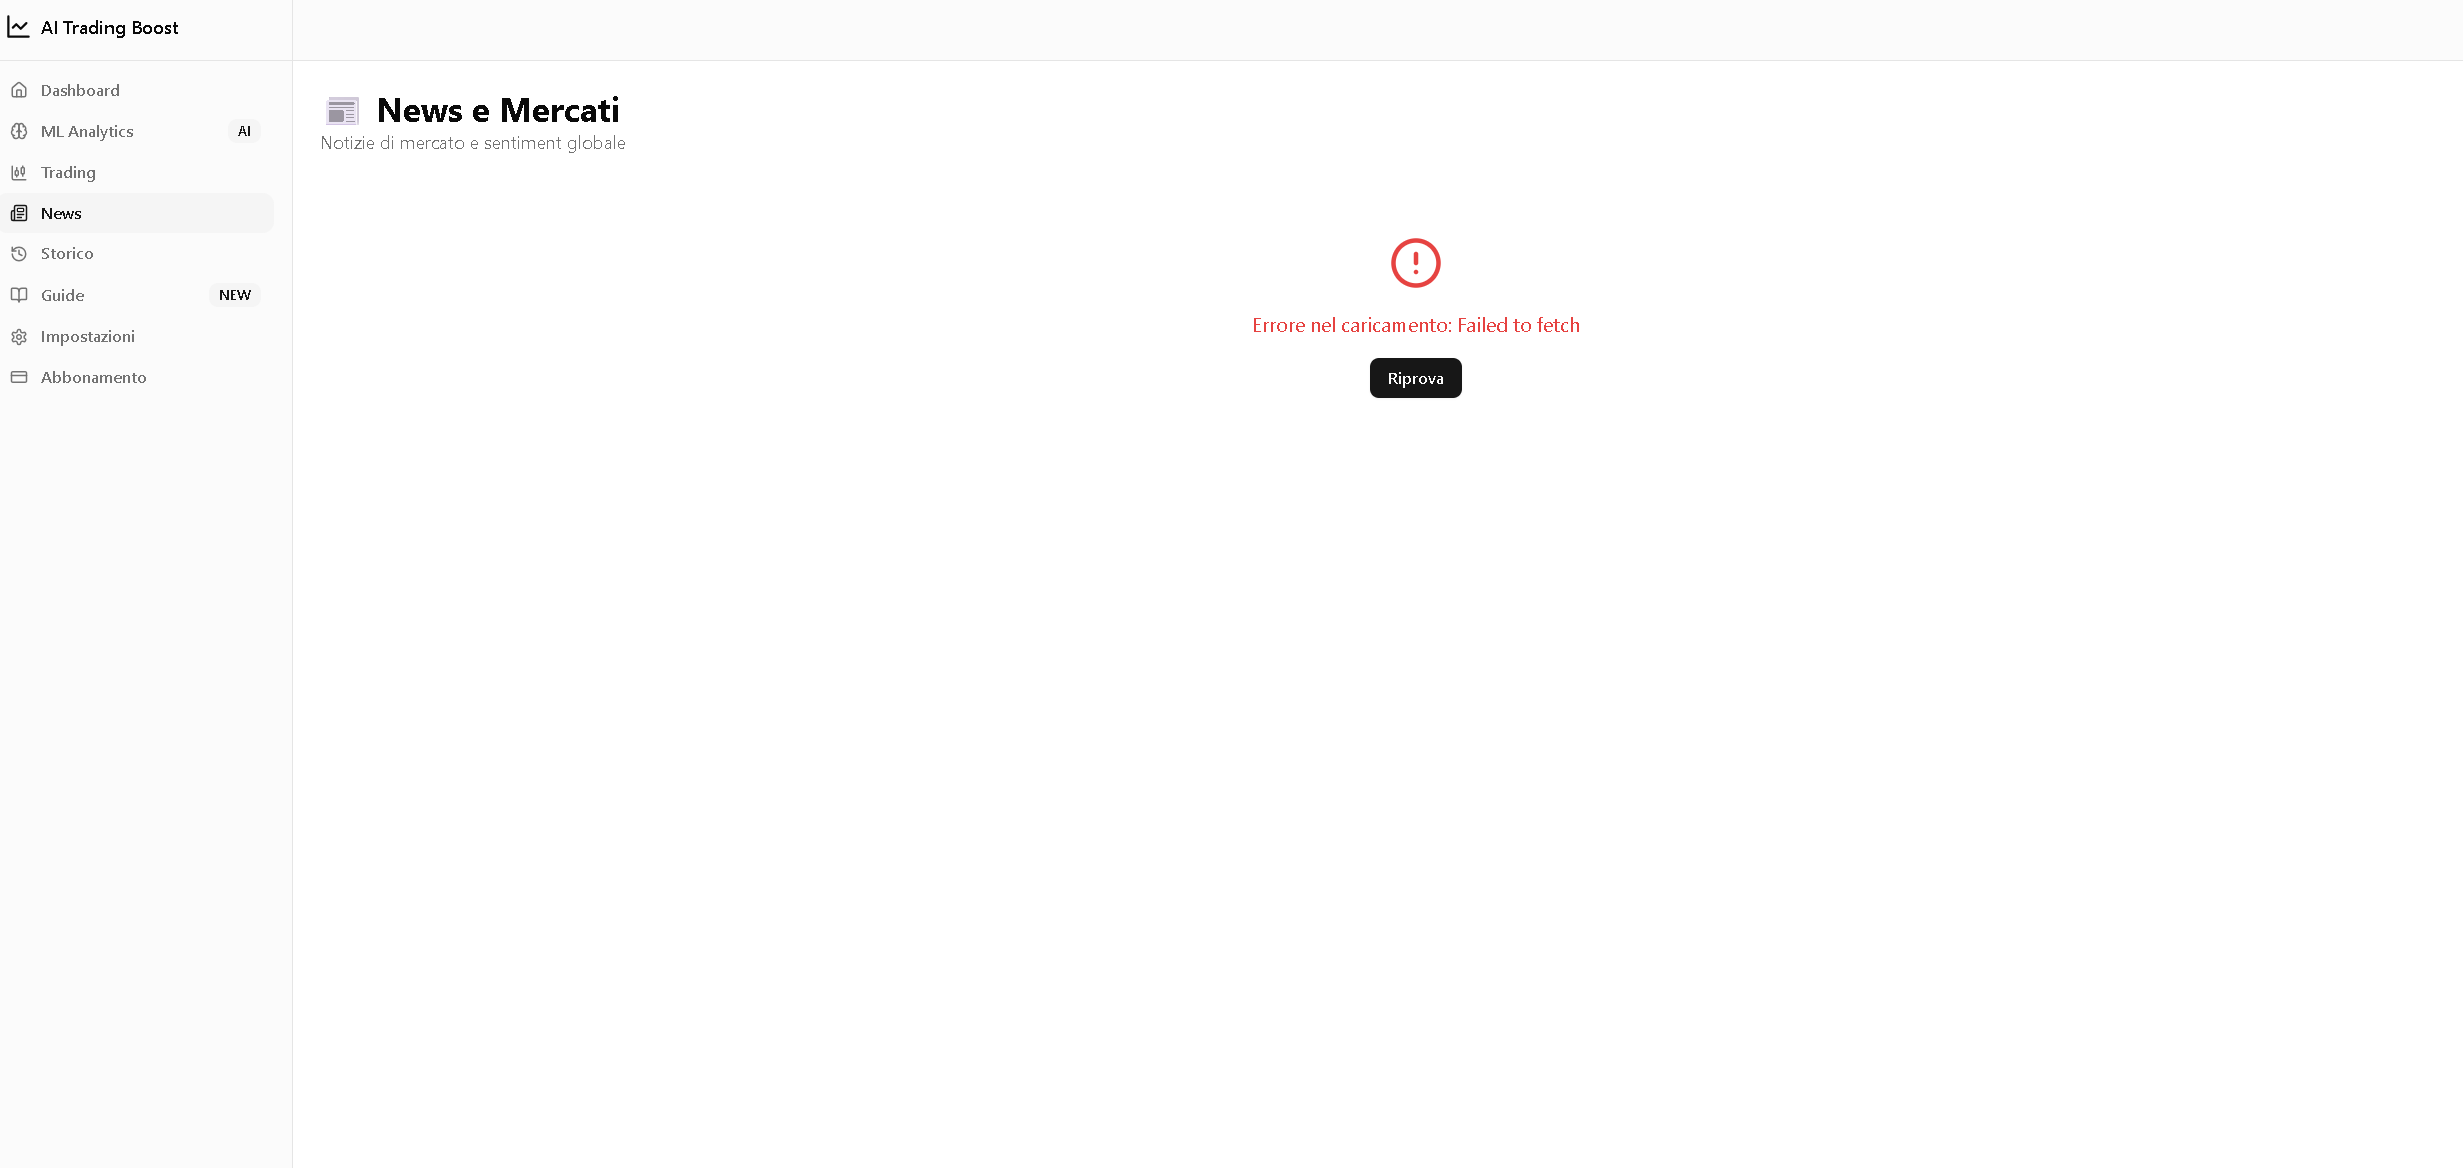 AI Trading Boost
Dashboard
ML Analytics AI
Trading
News
Storico
Guide NEW
Impostazioni
Abbonamento
News e Mercati
Notizie di mercato e sentiment globale
Errore nel caricamento: Failed to fetch
Riprova